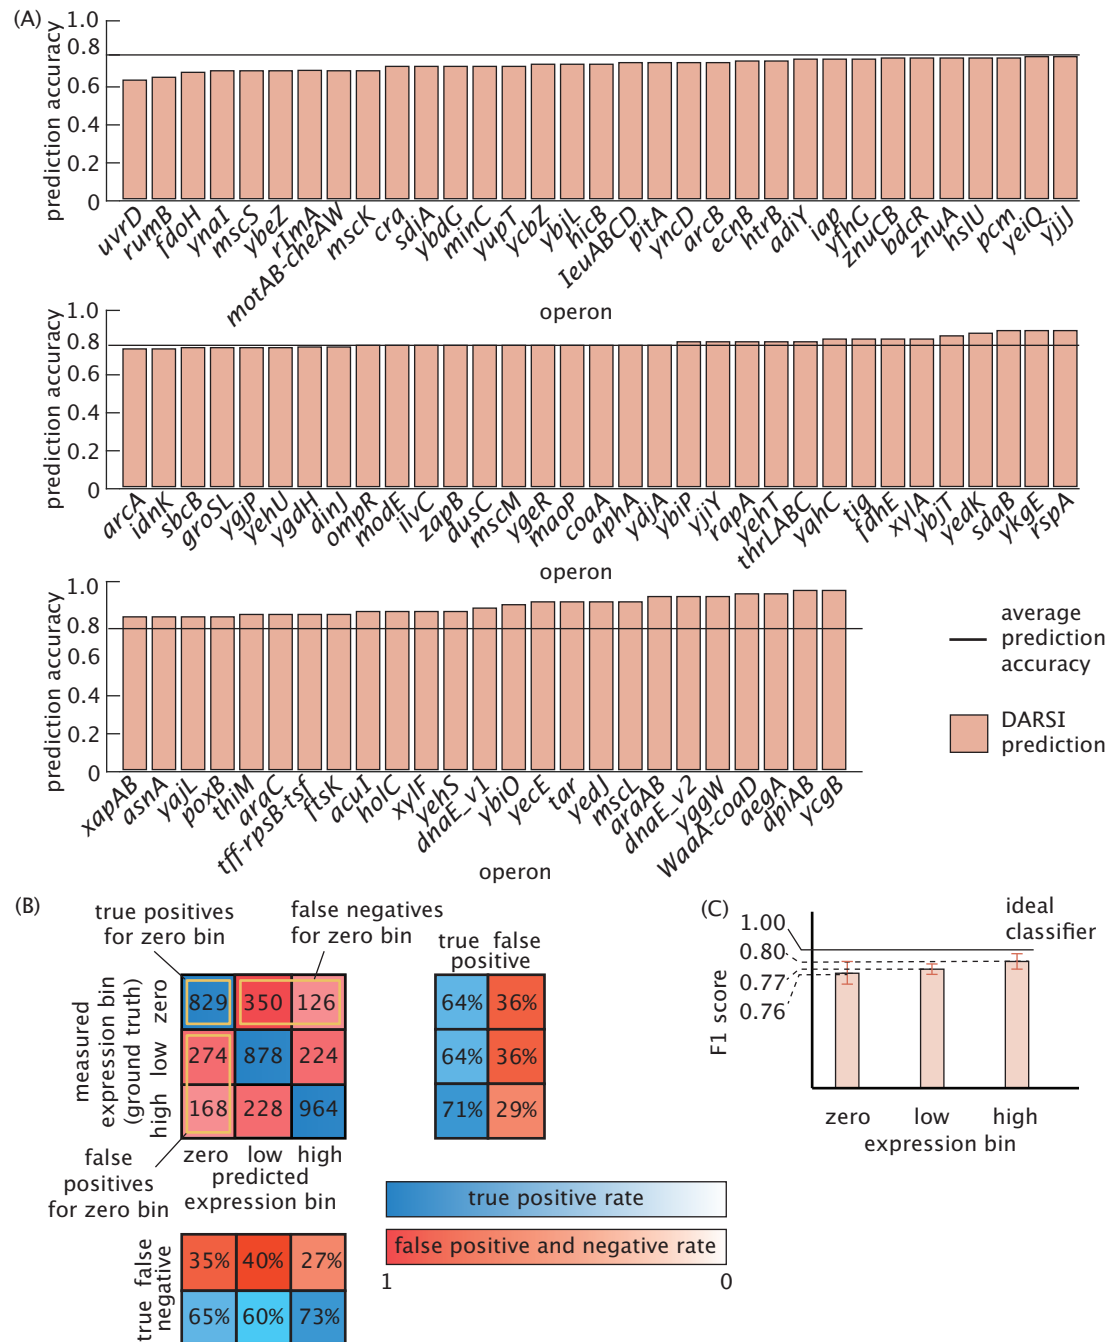 (A)
prediction accuracy
1.0
0.8
0.6
0.4
0.2
0
uvrD rumB fdoH ynaI mscS ybeZ rImA motAB-cheAW mscK cra sdiA ybdG minC yupT ycbZ ybjL hicB IeuABCD pitA yncD arcB ecnB htrB adiY iap yfhG znuCB bdcR znuA hslU pcm yeiQ yjjJ
operon
prediction accuracy
1.0
0.8
0.6
0.4
0.2
0
arcA idnK sbcB groSL ygjP yehU ygdH dinJ ompR modE ilvC zapB dusC mscM ygeR maoP coaA aphA ydjA ybiP yjiY rapA yehT thrLABC yqhC tig fdhE xylA ybjT yedK sdaB ykgE rspA
operon
prediction accuracy
1.0
0.8
0.6
0.4
0.2
0
xapAB asnA yajL poxB thiM araC tff-rpsB-tsf ftsK acuI holC xylF yehS dnaE_v1 ybiO yecE tar yedJ mscL araAB dnaE_v2 yggW WaaA-coaD aegA dpiAB ycgB
operon
average
prediction
accuracy
DARSI
prediction
(B)
true positives
for zero bin
false negatives
for zero bin
measured
expression bin
(ground truth)
zero
low
high
829 350 126
274 878 224
168 228 964
zero low high
predicted
expression bin
false
positives
for zero bin
true false
positive
64% 36%
64% 36%
71% 29%
true false
negative
35% 40% 27%
65% 60% 73%
true positive rate
false positive and negative rate
1 0
(C)
F1 score
1.00
0.80
0.77
0.76
ideal
classifier
zero low high
expression bin